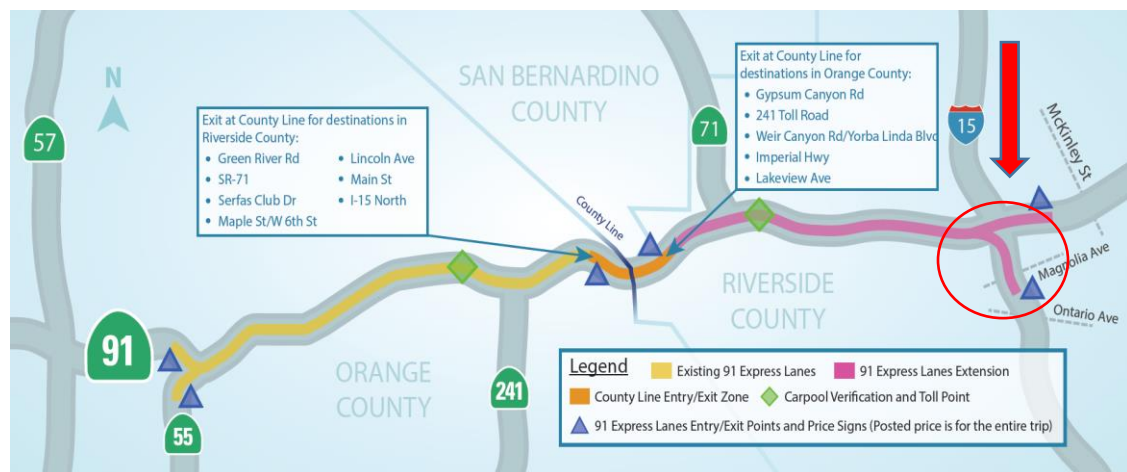 N
57
91
55
241
71
15
SAN BERNARDINO
COUNTY
ORANGE
COUNTY
RIVERSIDE
COUNTY
County Line
McKinley St
Magnolia Ave
Ontario Ave
Exit at County Line for destinations in
Riverside County:
• Green River Rd
• SR-71
• Serfas Club Dr
• Maple St/W 6th St
• Lincoln Ave
• Main St
• I-15 North
Exit at County Line for
destinations in Orange County:
• Gypsum Canyon Rd
• 241 Toll Road
• Weir Canyon Rd/Yorba Linda Blvd
• Imperial Hwy
• Lakeview Ave
Legend
Existing 91 Express Lanes
91 Express Lanes Extension
County Line Entry/Exit Zone
Carpool Verification and Toll Point
91 Express Lanes Entry/Exit Points and Price Signs (Posted price is for the entire trip)